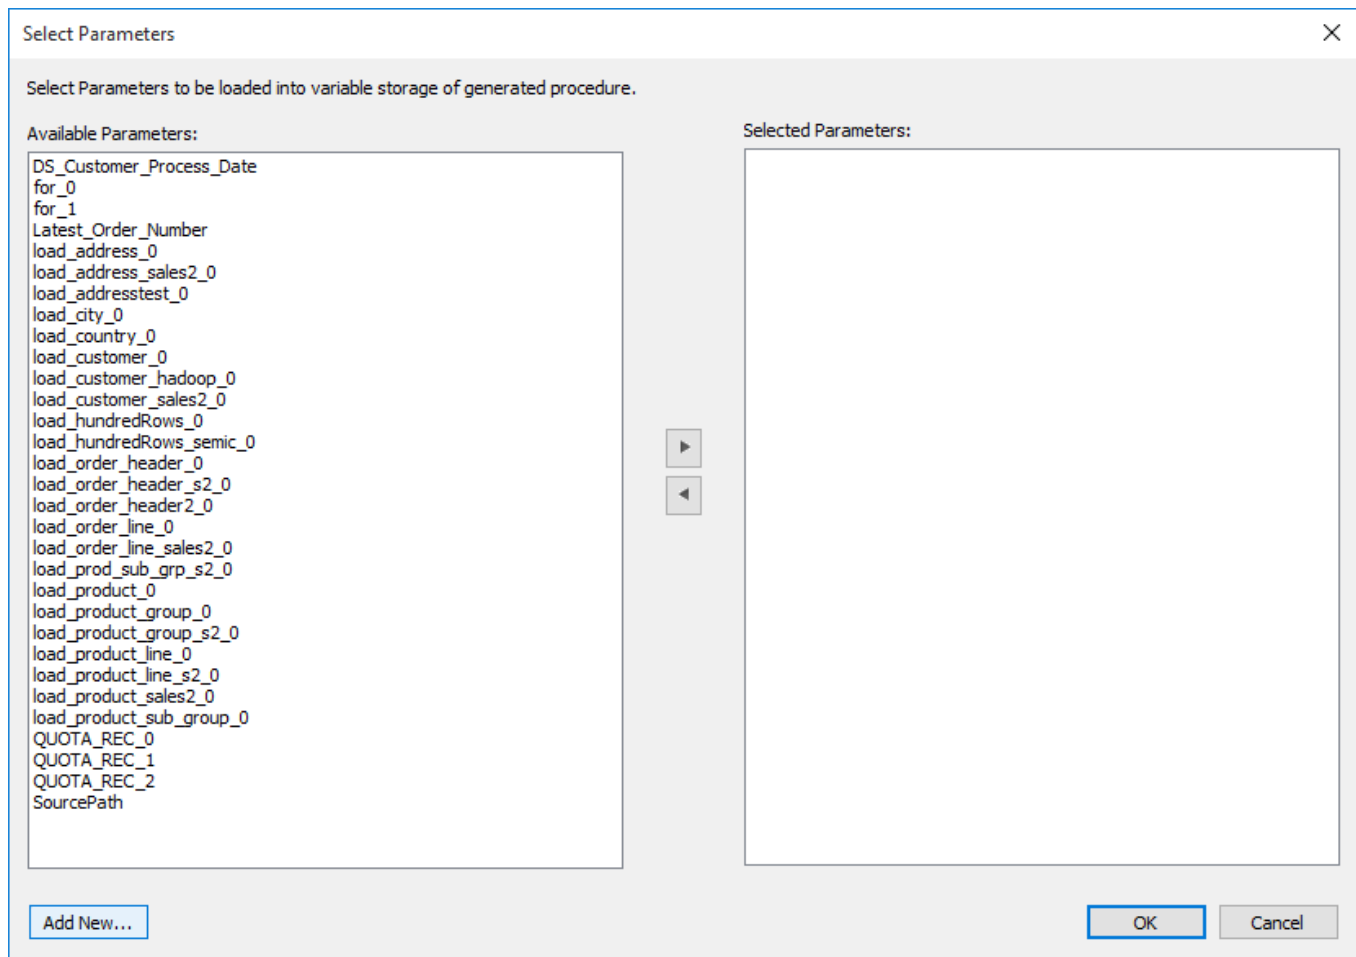 Select Parameters
Select Parameters to be loaded into variable storage of generated procedure.
Available Parameters:
DS_Customer_Process_Date
for_0
for_1
Latest_Order_Number
load_address_0
load_address_sales2_0
load_addresstest_0
load_city_0
load_country_0
load_customer_0
load_customer_hadoop_0
load_customer_sales2_0
load_hundredRows_0
load_hundredRows_semic_0
load_order_header_0
load_order_header_s2_0
load_order_header2_0
load_order_line_0
load_order_line_sales2_0
load_prod_sub_grp_s2_0
load_product_0
load_product_group_0
load_product_group_s2_0
load_product_line_0
load_product_line_s2_0
load_product_sales2_0
load_product_sub_group_0
QUOTA_REC_0
QUOTA_REC_1
QUOTA_REC_2
SourcePath
Selected Parameters:
Add New...
OK
Cancel